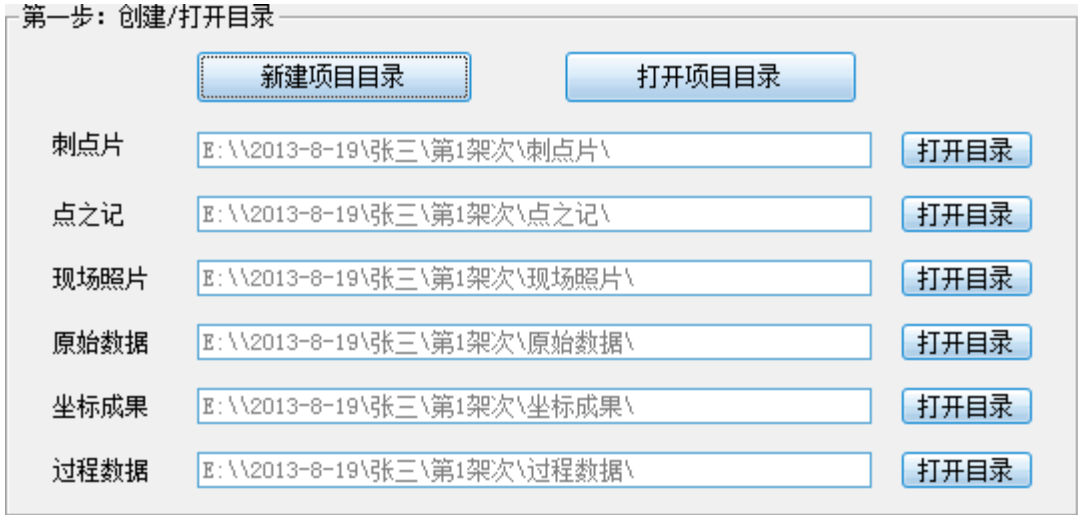 第一步：创建/打开目录
新建项目目录 打开项目目录
刺点片 E:\\2013-8-19\张三\第1架次\刺点片\ 打开目录
点之记 E:\\2013-8-19\张三\第1架次\点之记\ 打开目录
现场照片 E:\\2013-8-19\张三\第1架次\现场照片\ 打开目录
原始数据 E:\\2013-8-19\张三\第1架次\原始数据\ 打开目录
坐标成果 E:\\2013-8-19\张三\第1架次\坐标成果\ 打开目录
过程数据 E:\\2013-8-19\张三\第1架次\过程数据\ 打开目录